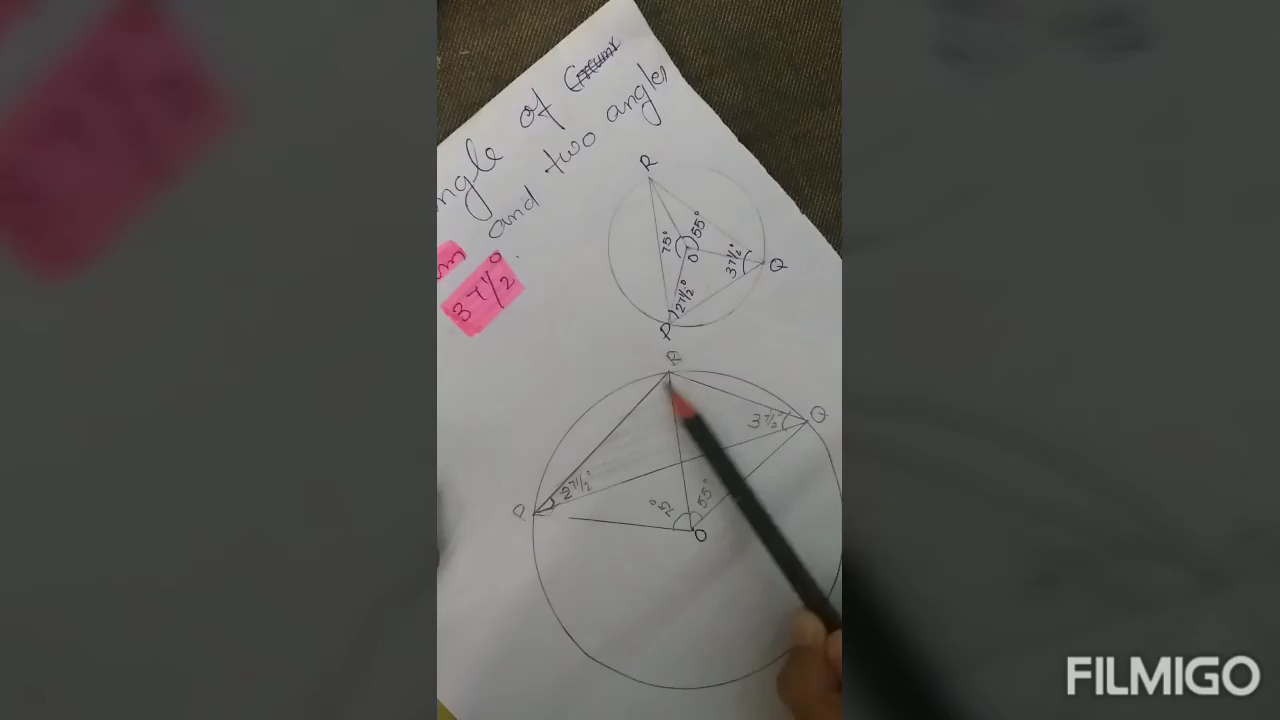 ngle of
and two angles
m 37½°.
R
75° 55°
O
37½°
Q
27½°
P
R
37½° Q
P 27½°
75° 55°
O
FILMIGO